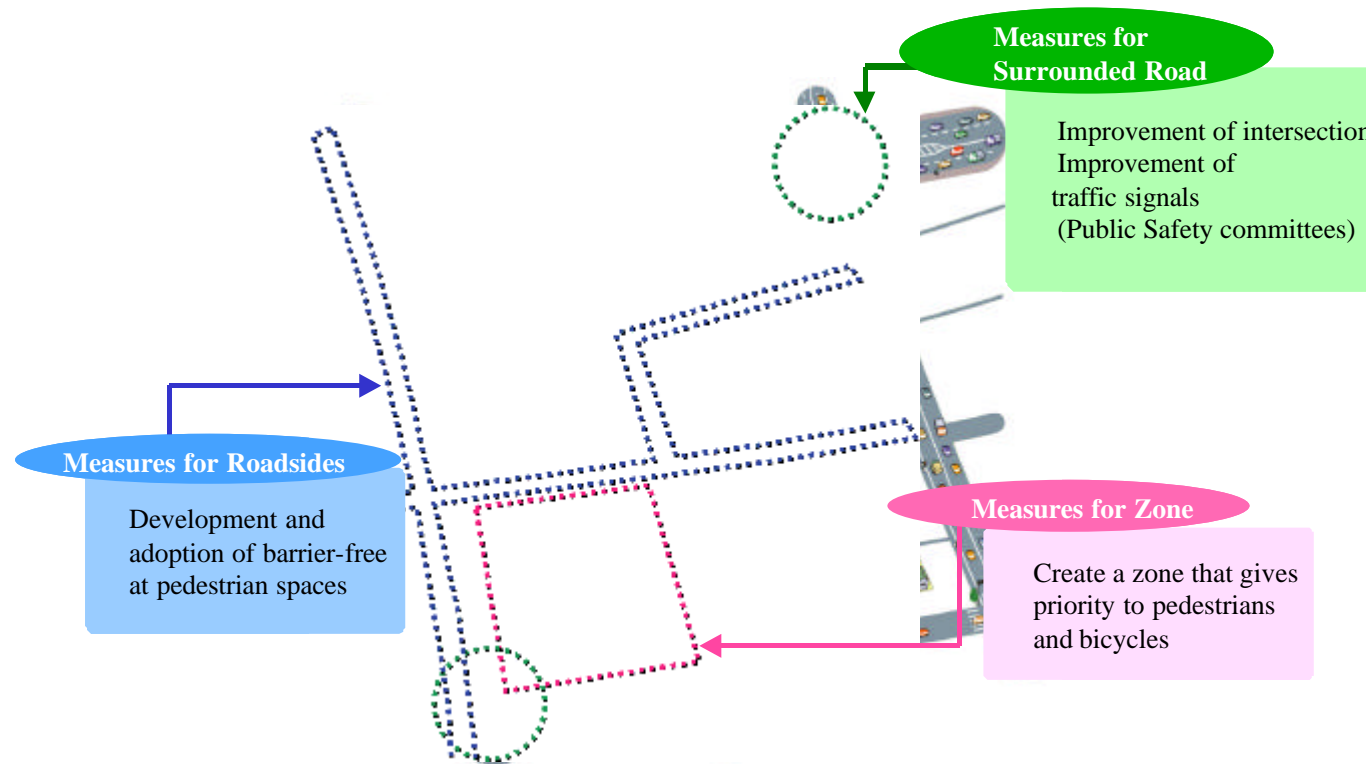 Measures for
Surrounded Road
Improvement of intersection
Improvement of
traffic signals
(Public Safety committees)
Measures for Roadsides
Development and
adoption of barrier-free
at pedestrian spaces
Measures for Zone
Create a zone that gives
priority to pedestrians
and bicycles